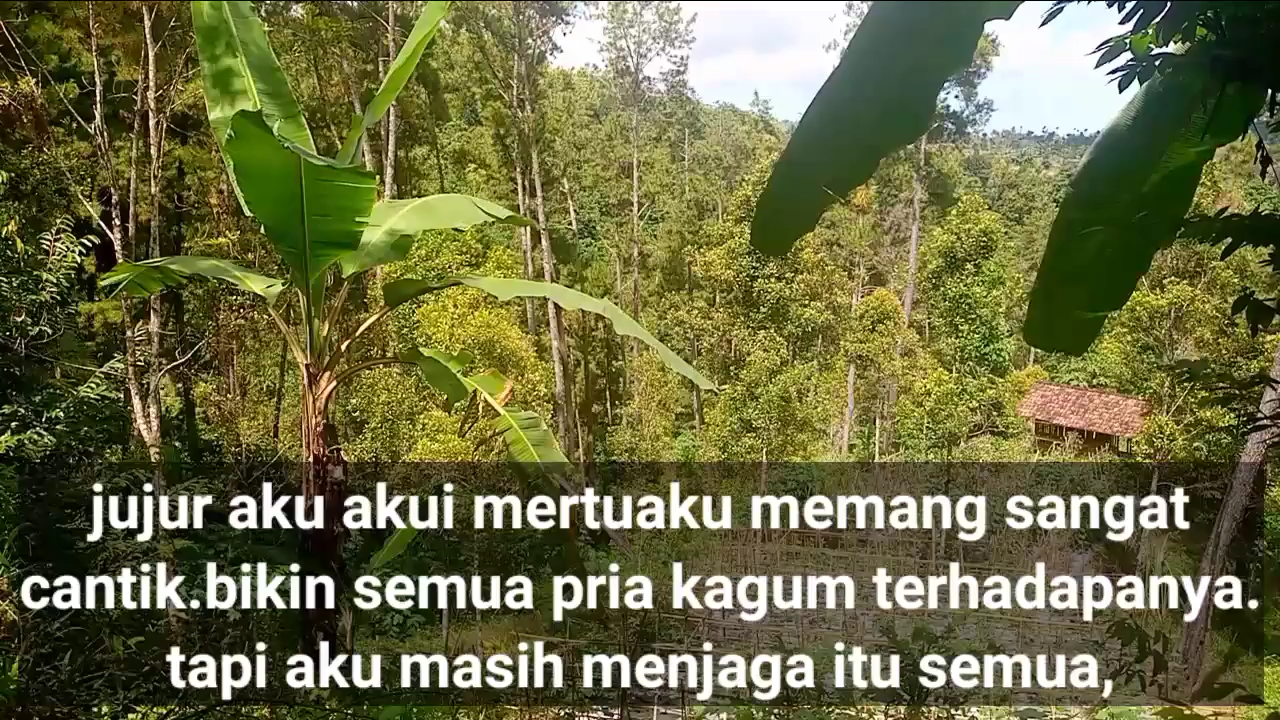 jujur aku akui mertuaku memang sangat
cantik.bikin semua pria kagum terhadapanya.
tapi aku masih menjaga itu semua,